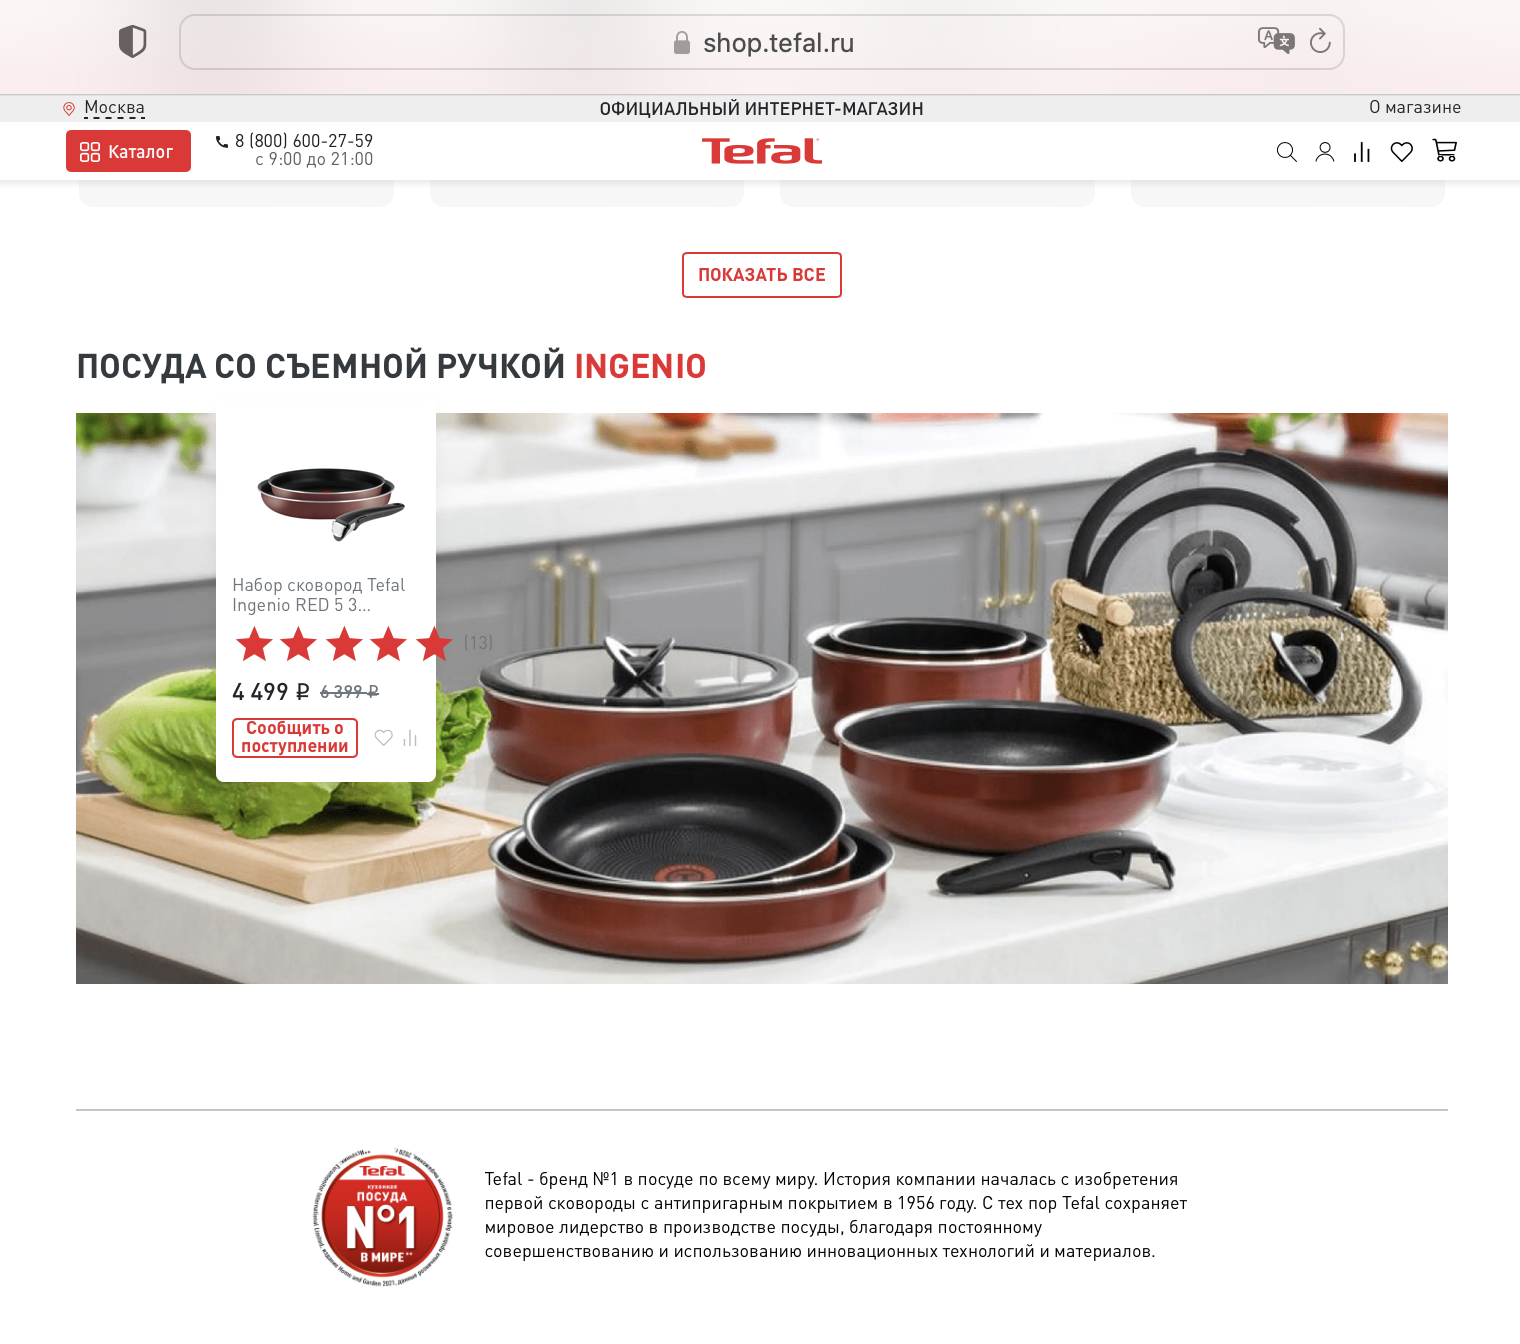 shop.tefal.ru
Москва
ОФИЦИАЛЬНЫЙ ИНТЕРНЕТ-МАГАЗИН
О магазине
Каталог
8 (800) 600-27-59
с 9:00 до 21:00
Tefal
ПОКАЗАТЬ ВСЕ
ПОСУДА СО СЪЕМНОЙ РУЧКОЙ INGENIO
Набор сковород Tefal
Ingenio RED 5 3...
(13)
4 499 ₽ 6 399 ₽
Сообщить о
поступлении
Tefal
кухонная
ПОСУДА
№1
В МИРЕ**
Tefal - бренд №1 в посуде по всему миру. История компании началась с изобретения
первой сковороды с антипригарным покрытием в 1956 году. С тех пор Tefal сохраняет
мировое лидерство в производстве посуды, благодаря постоянному
совершенствованию и использованию инновационных технологий и материалов.